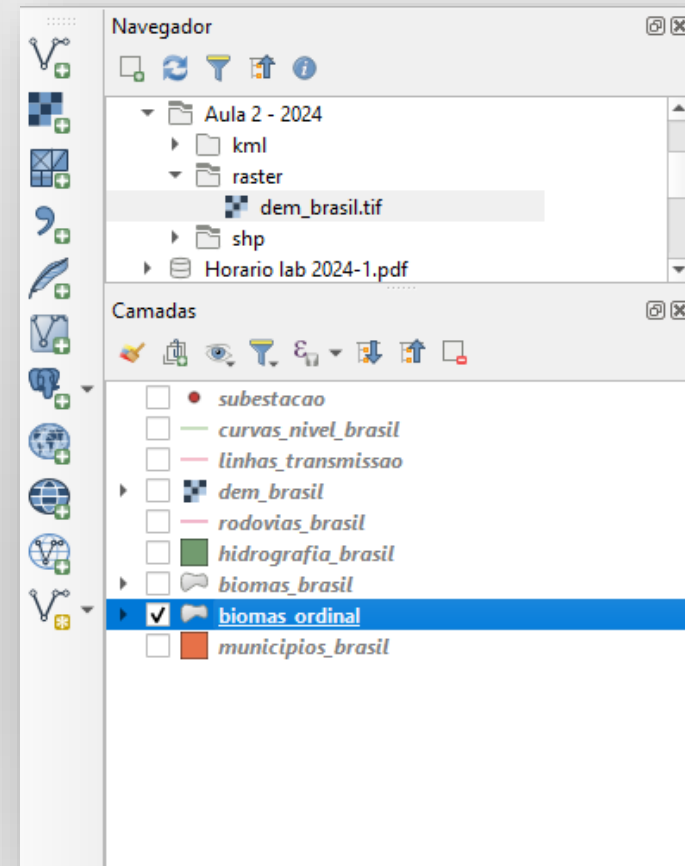 Navegador
Aula 2 - 2024
kml
raster
dem_brasil.tif
shp
Horario lab 2024-1.pdf
Camadas
subestacao
curvas_nivel_brasil
linhas_transmissao
dem_brasil
rodovias_brasil
hidrografia_brasil
biomas_brasil
biomas_ordinal
municipios_brasil